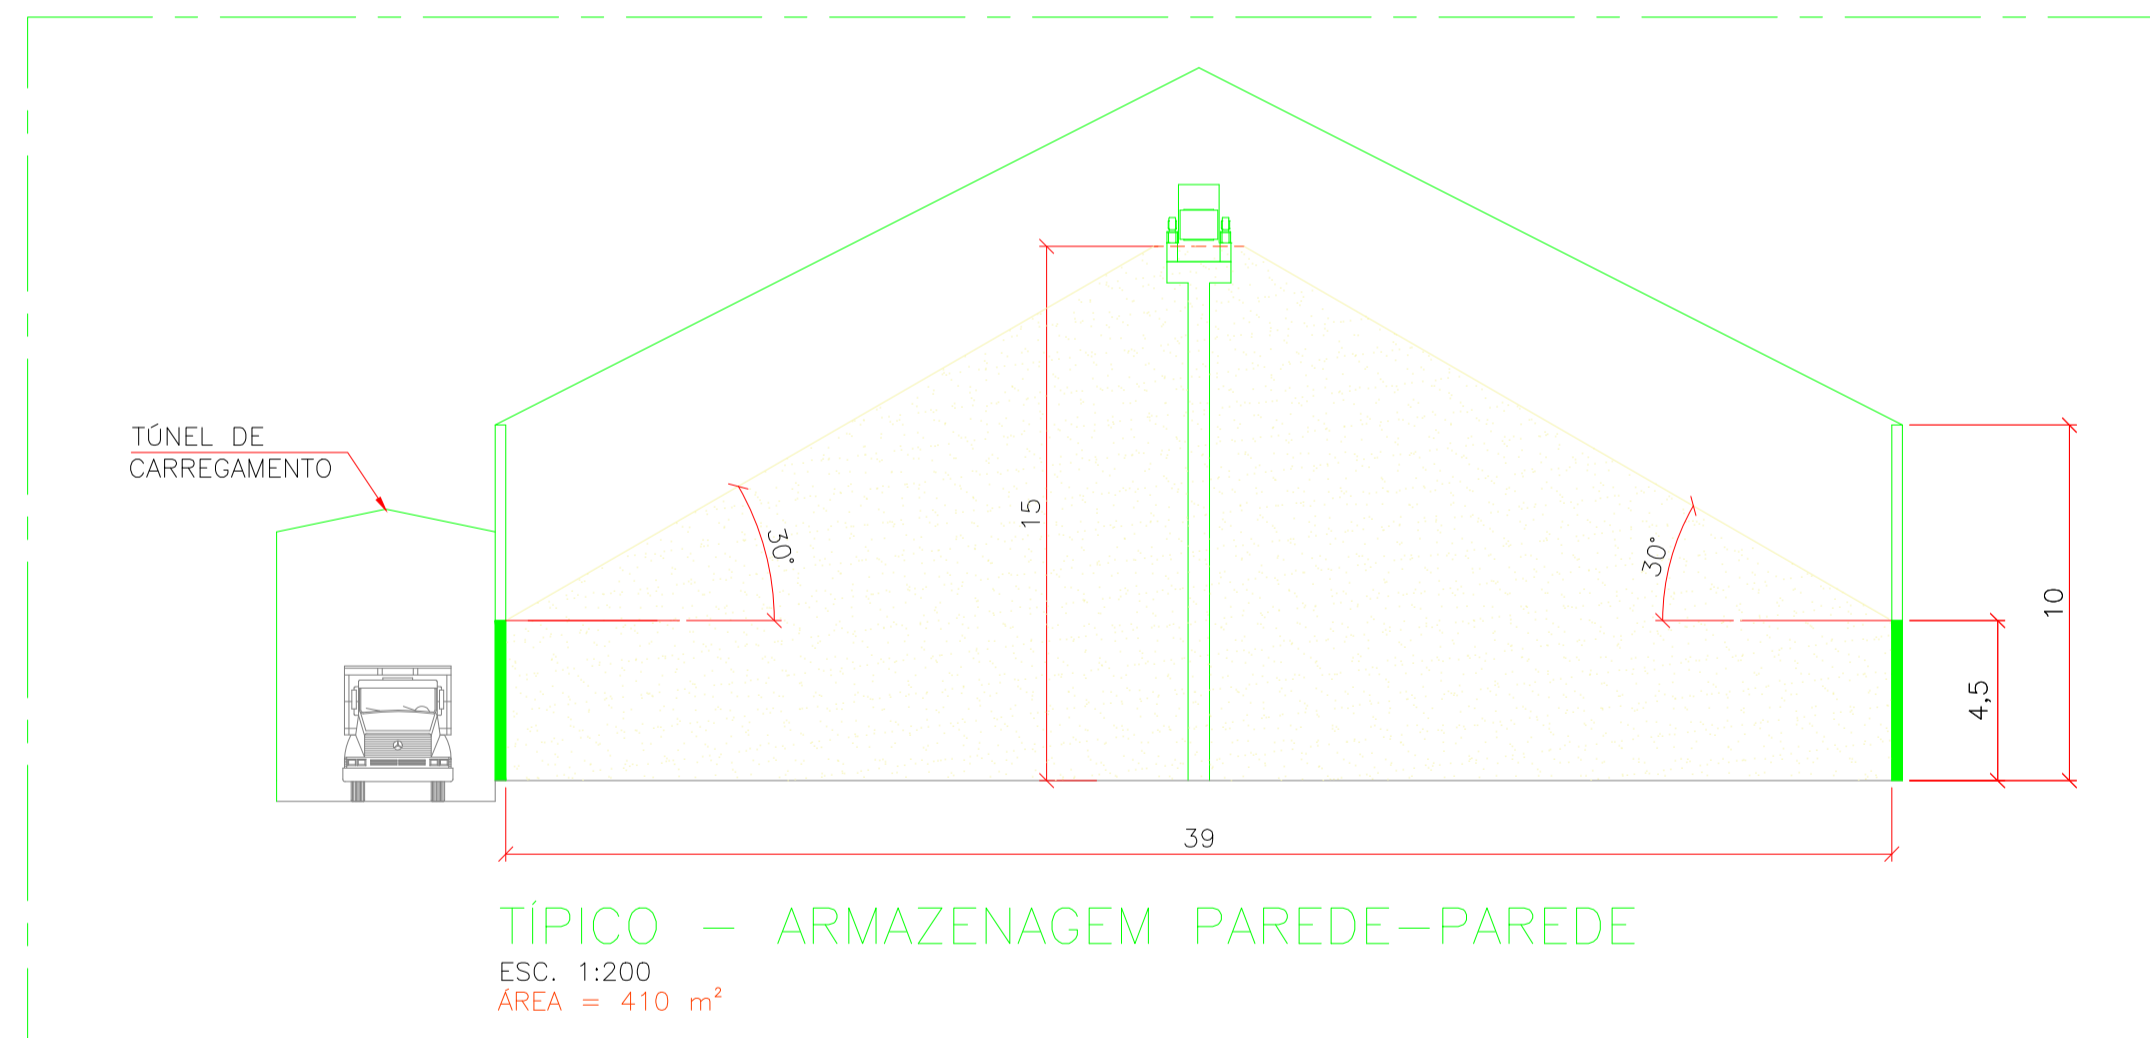 TÚNEL DE
CARREGAMENTO
30°
15
30°
10
4,5
39
TÍPICO – ARMAZENAGEM PAREDE–PAREDE
ESC. 1:200
ÁREA = 410 m²